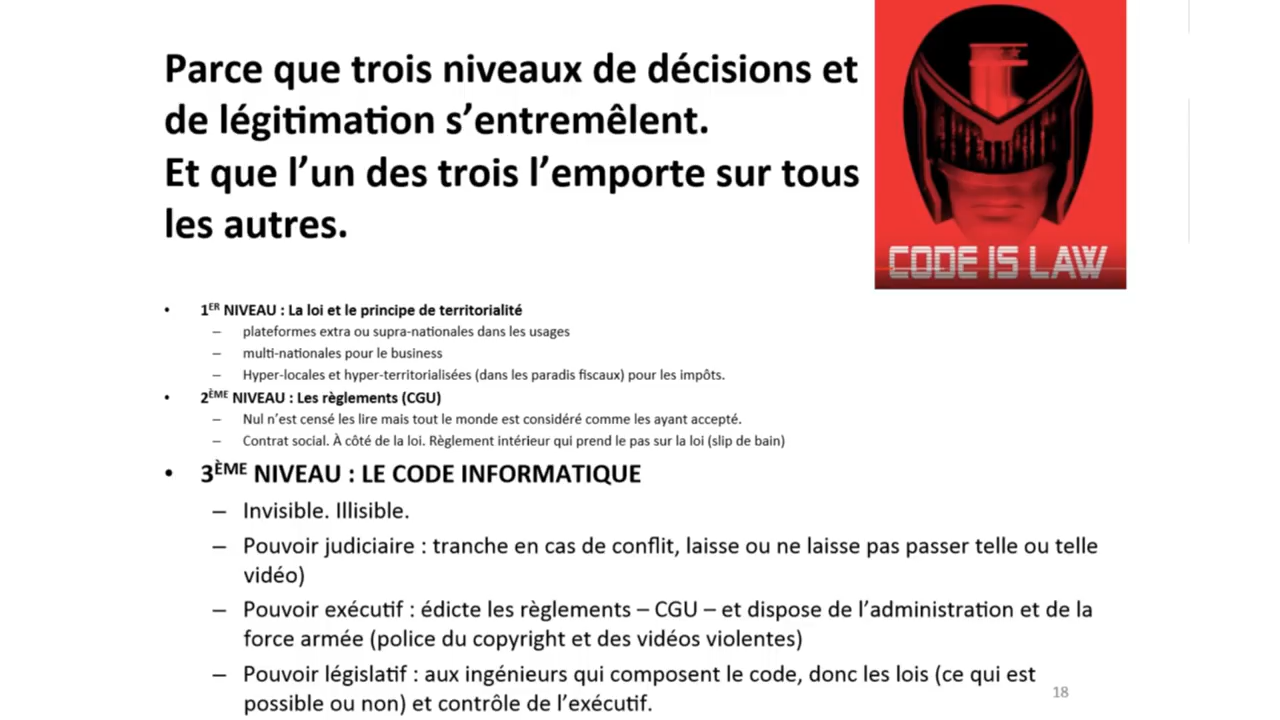 Parce que trois niveaux de décisions et
de légitimation s’entremêlent.
Et que l’un des trois l’emporte sur tous
les autres.
CODE IS LAW
• 1ER NIVEAU : La loi et le principe de territorialité
– plateformes extra ou supra-nationales dans les usages
– multi-nationales pour le business
– Hyper-locales et hyper-territorialisées (dans les paradis fiscaux) pour les impôts.
• 2ÈME NIVEAU : Les règlements (CGU)
– Nul n’est censé les lire mais tout le monde est considéré comme les ayant accepté.
– Contrat social. À côté de la loi. Règlement intérieur qui prend le pas sur la loi (slip de bain)
• 3ÈME NIVEAU : LE CODE INFORMATIQUE
– Invisible. Illisible.
– Pouvoir judiciaire : tranche en cas de conflit, laisse ou ne laisse pas passer telle ou telle
vidéo)
– Pouvoir exécutif : édicte les règlements – CGU – et dispose de l’administration et de la
force armée (police du copyright et des vidéos violentes)
– Pouvoir législatif : aux ingénieurs qui composent le code, donc les lois (ce qui est
possible ou non) et contrôle de l’exécutif.
18